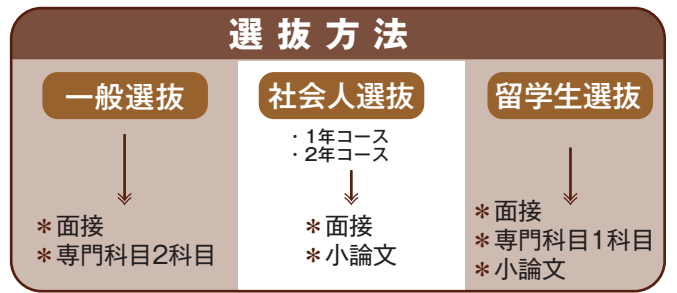 選抜方法
一般選抜
＊面接
＊専門科目2科目
社会人選抜
・1年コース
・2年コース
＊面接
＊小論文
留学生選抜
＊面接
＊専門科目1科目
＊小論文